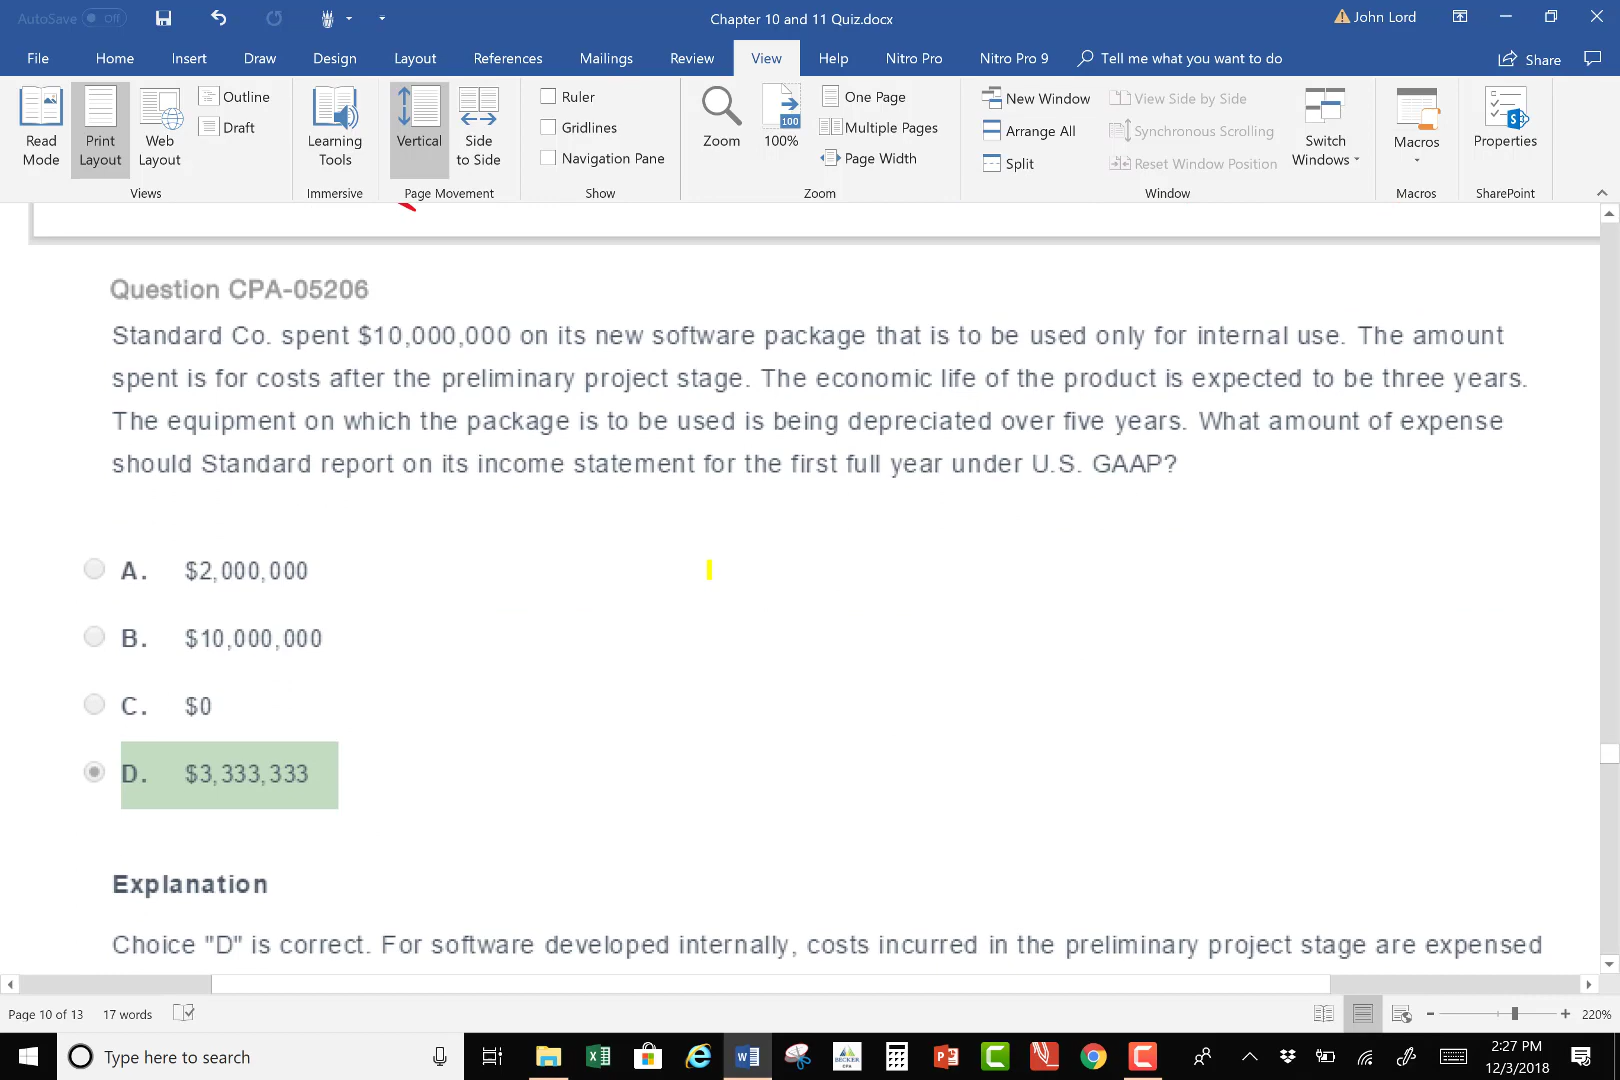 AutoSave Off
Chapter 10 and 11 Quiz.docx
John Lord
File Home Insert Draw Design Layout References Mailings Review View Help Nitro Pro Nitro Pro 9 Tell me what you want to do
Share
Read Mode
Print Layout
Web Layout
Outline
Draft
Views
Learning Tools
Immersive
Vertical
Side to Side
Page Movement
Ruler
Gridlines
Navigation Pane
Show
Zoom
100
100%
One Page
Multiple Pages
Page Width
Zoom
New Window
Arrange All
Split
View Side by Side
Synchronous Scrolling
Reset Window Position
Switch Windows
Window
Macros
Macros
S
Properties
SharePoint
Question CPA-05206
Standard Co. spent $10,000,000 on its new software package that is to be used only for internal use. The amount
spent is for costs after the preliminary project stage. The economic life of the product is expected to be three years.
The equipment on which the package is to be used is being depreciated over five years. What amount of expense
should Standard report on its income statement for the first full year under U.S. GAAP?
A. $2,000,000
B. $10,000,000
C. $0
D. $3,333,333
Explanation
Choice "D" is correct. For software developed internally, costs incurred in the preliminary project stage are expensed
Page 10 of 13 17 words
220%
Type here to search
2:27 PM
12/3/2018